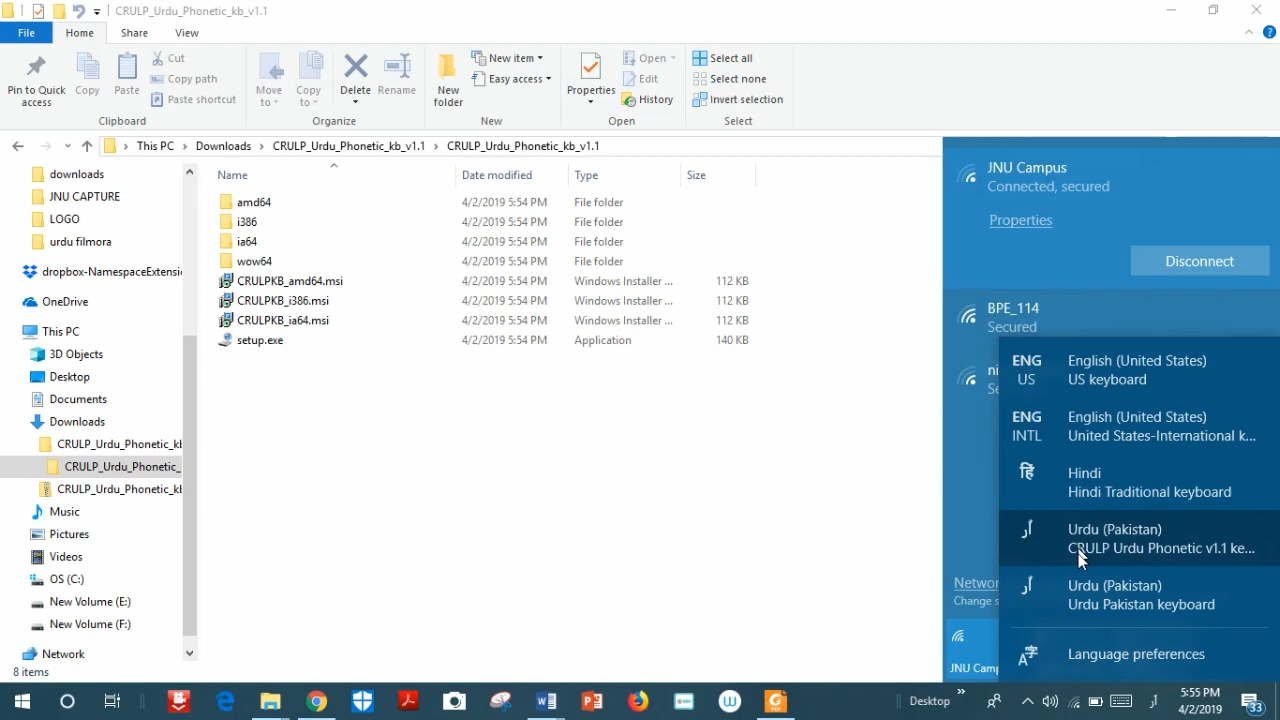 CRULP_Urdu_Phonetic_kb_v1.1
File
Home
Share
View
Pin to Quick access
Copy
Paste
Cut
Copy path
Paste shortcut
Clipboard
Move to
Copy to
Delete
Rename
Organize
New folder
New item
Easy access
New
Properties
Open
Edit
History
Open
Select all
Select none
Invert selection
Select
This PC
Downloads
CRULP_Urdu_Phonetic_kb_v1.1
CRULP_Urdu_Phonetic_kb_v1.1
downloads
JNU CAPTURE
LOGO
urdu filmora
dropbox-NamespaceExtensi
OneDrive
This PC
3D Objects
Desktop
Documents
Downloads
CRULP_Urdu_Phonetic_kb
CRULP_Urdu_Phonetic_
CRULP_Urdu_Phonetic_kb
Music
Pictures
Videos
OS (C:)
New Volume (E:)
New Volume (F:)
Network
8 items
Name Date modified Type Size
amd64 4/2/2019 5:54 PM File folder
i386 4/2/2019 5:54 PM File folder
ia64 4/2/2019 5:54 PM File folder
wow64 4/2/2019 5:54 PM File folder
CRULPKB_amd64.msi 4/2/2019 5:54 PM Windows Installer ... 112 KB
CRULPKB_i386.msi 4/2/2019 5:54 PM Windows Installer ... 112 KB
CRULPKB_ia64.msi 4/2/2019 5:54 PM Windows Installer ... 112 KB
setup.exe 4/2/2019 5:54 PM Application 140 KB
JNU Campus
Connected, secured
Properties
Disconnect
BPE_114
Secured
ENG English (United States)
US US keyboard
ENG English (United States)
INTL United States-International k...
हि Hindi
Hindi Traditional keyboard
اُر Urdu (Pakistan)
CRULP Urdu Phonetic v1.1 ke...
اُر Urdu (Pakistan)
Urdu Pakistan keyboard
Language preferences
Change s
JNU Camp
Desktop
5:55 PM
4/2/2019
33